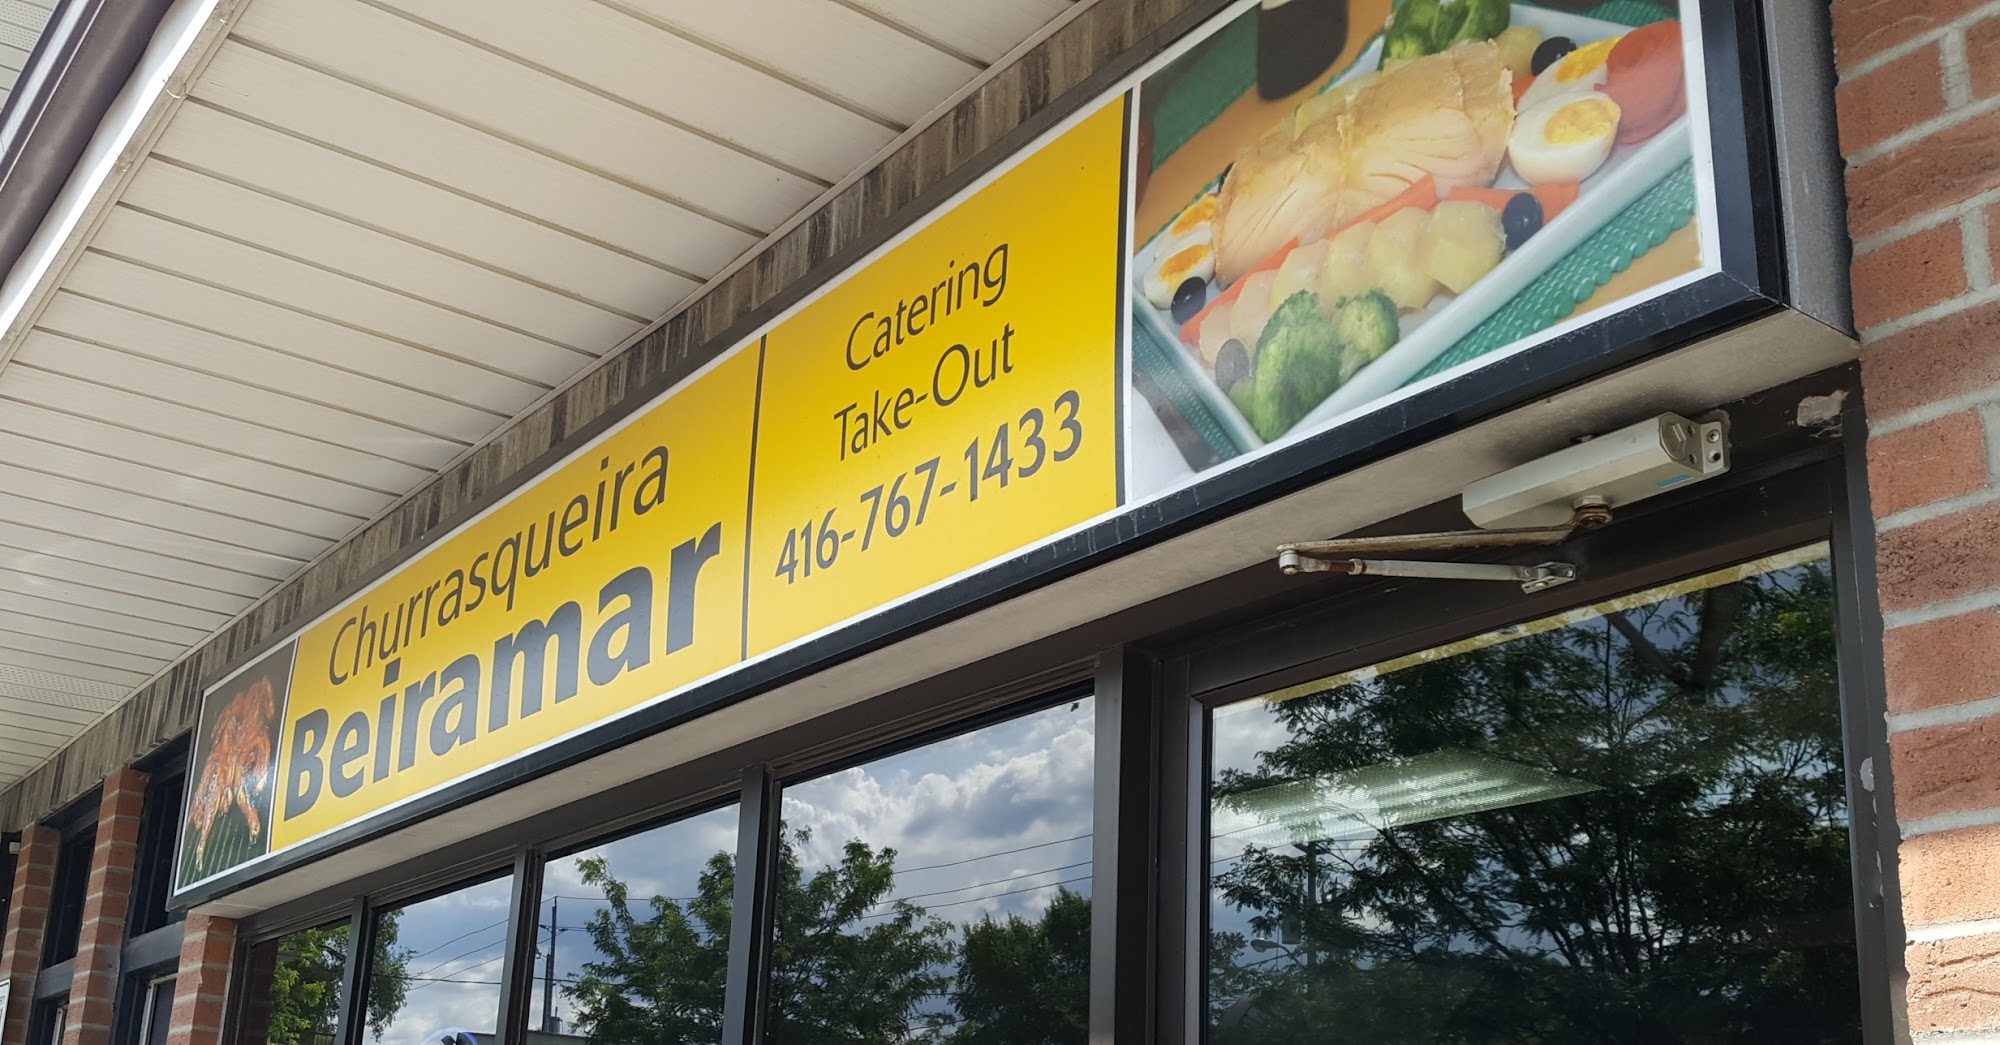 Churrasqueira
Beiramar
Catering
Take-Out
416-767-1433